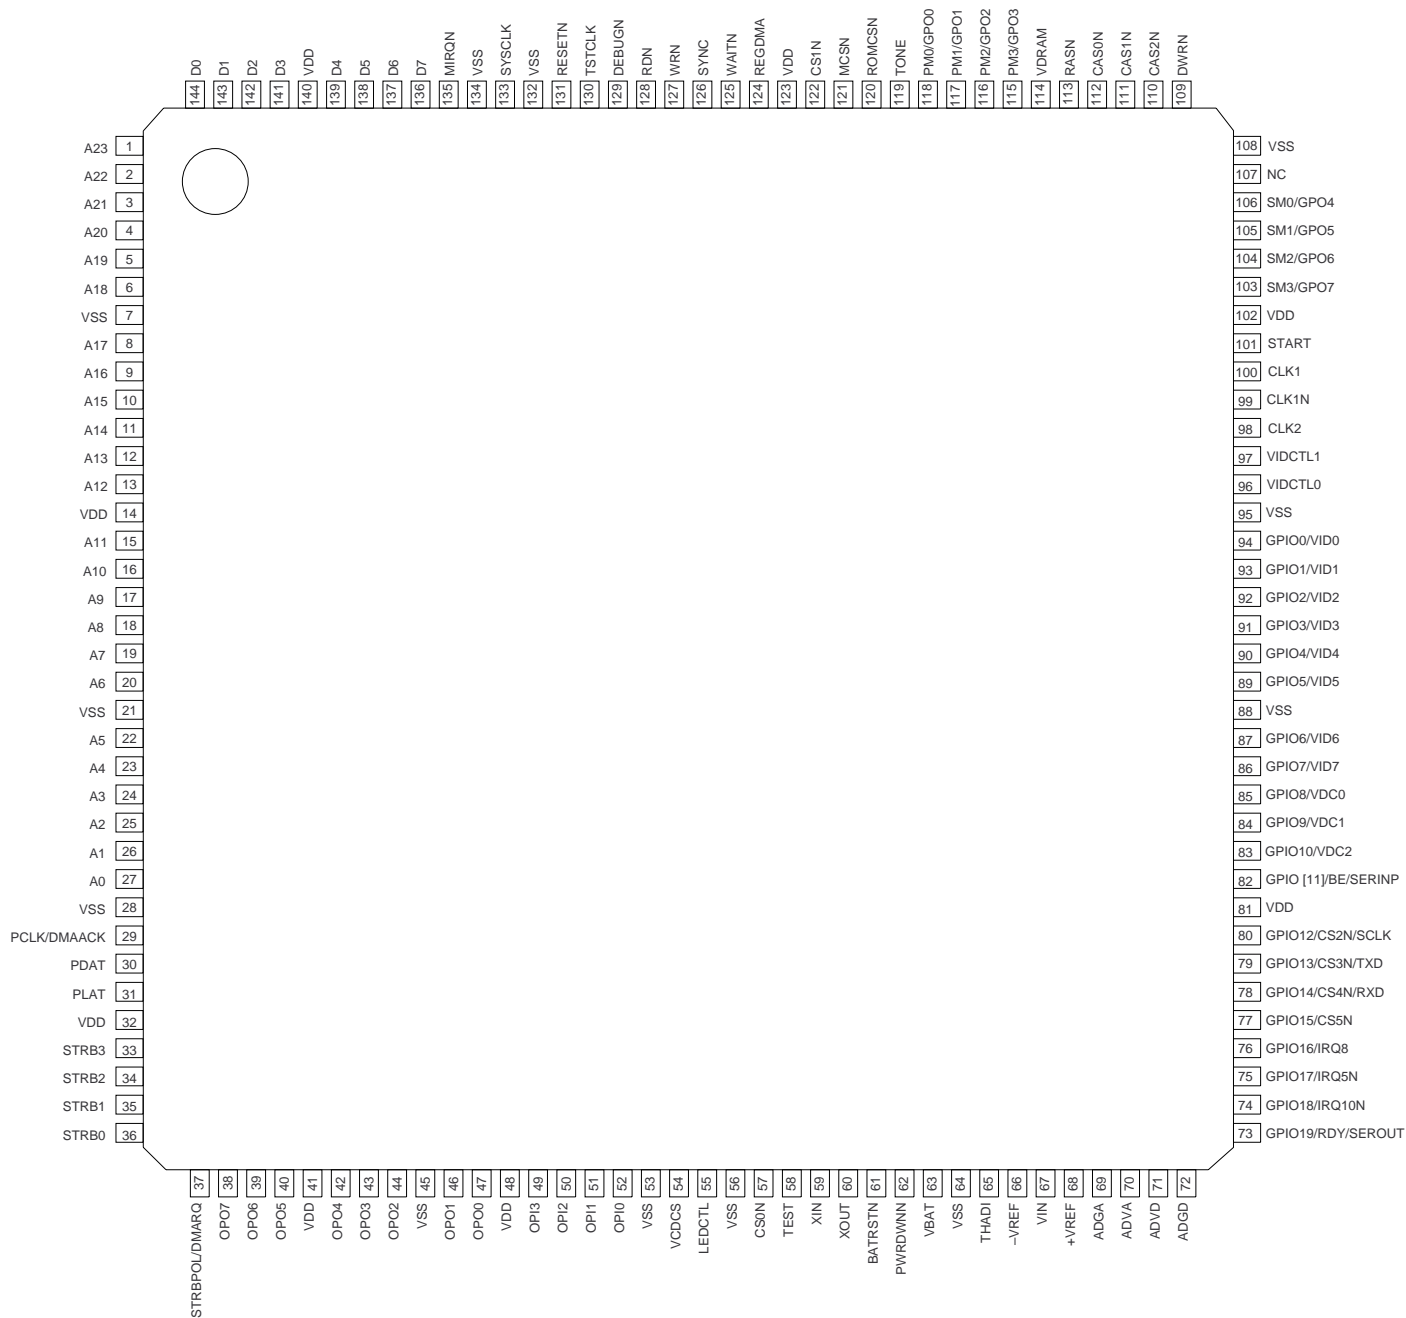 144 D0
143 D1
142 D2
141 D3
140 VDD
139 D4
138 D5
137 D6
136 D7
135 MIRQN
134 VSS
133 SYSCLK
132 VSS
131 RESETN
130 TSTCLK
129 DEBUGN
128 RDN
127 WRN
126 SYNC
125 WAITN
124 REGDMA
123 VDD
122 CS1N
121 MCSN
120 ROMCSN
119 TONE
118 PM0/GPO0
117 PM1/GPO1
116 PM2/GPO2
115 PM3/GPO3
114 VDRAM
113 RASN
112 CAS0N
111 CAS1N
110 CAS2N
109 DWRN
A23 1
A22 2
A21 3
A20 4
A19 5
A18 6
VSS 7
A17 8
A16 9
A15 10
A14 11
A13 12
A12 13
VDD 14
A11 15
A10 16
A9 17
A8 18
A7 19
A6 20
VSS 21
A5 22
A4 23
A3 24
A2 25
A1 26
A0 27
VSS 28
PCLK/DMAACK 29
PDAT 30
PLAT 31
VDD 32
STRB3 33
STRB2 34
STRB1 35
STRB0 36
108 VSS
107 NC
106 SM0/GPO4
105 SM1/GPO5
104 SM2/GPO6
103 SM3/GPO7
102 VDD
101 START
100 CLK1
99 CLK1N
98 CLK2
97 VIDCTL1
96 VIDCTL0
95 VSS
94 GPIO0/VID0
93 GPIO1/VID1
92 GPIO2/VID2
91 GPIO3/VID3
90 GPIO4/VID4
89 GPIO5/VID5
88 VSS
87 GPIO6/VID6
86 GPIO7/VID7
85 GPIO8/VDC0
84 GPIO9/VDC1
83 GPIO10/VDC2
82 GPIO [11]/BE/SERINP
81 VDD
80 GPIO12/CS2N/SCLK
79 GPIO13/CS3N/TXD
78 GPIO14/CS4N/RXD
77 GPIO15/CS5N
76 GPIO16/IRQ8
75 GPIO17/IRQ5N
74 GPIO18/IRQ10N
73 GPIO19/RDY/SEROUT
STRBPOL/DMARQ 37
OPO7 38
OPO6 39
OPO5 40
VDD 41
OPO4 42
OPO3 43
OPO2 44
VSS 45
OPO1 46
OPO0 47
VDD 48
OPI3 49
OPI2 50
OPI1 51
OPI0 52
VSS 53
VCDCS 54
LEDCTL 55
VSS 56
CS0N 57
TEST 58
XIN 59
XOUT 60
BATRSTN 61
PWRDWNN 62
VBAT 63
VSS 64
THADI 65
–VREF 66
VIN 67
+VREF 68
ADGA 69
ADVA 70
ADVD 71
ADGD 72